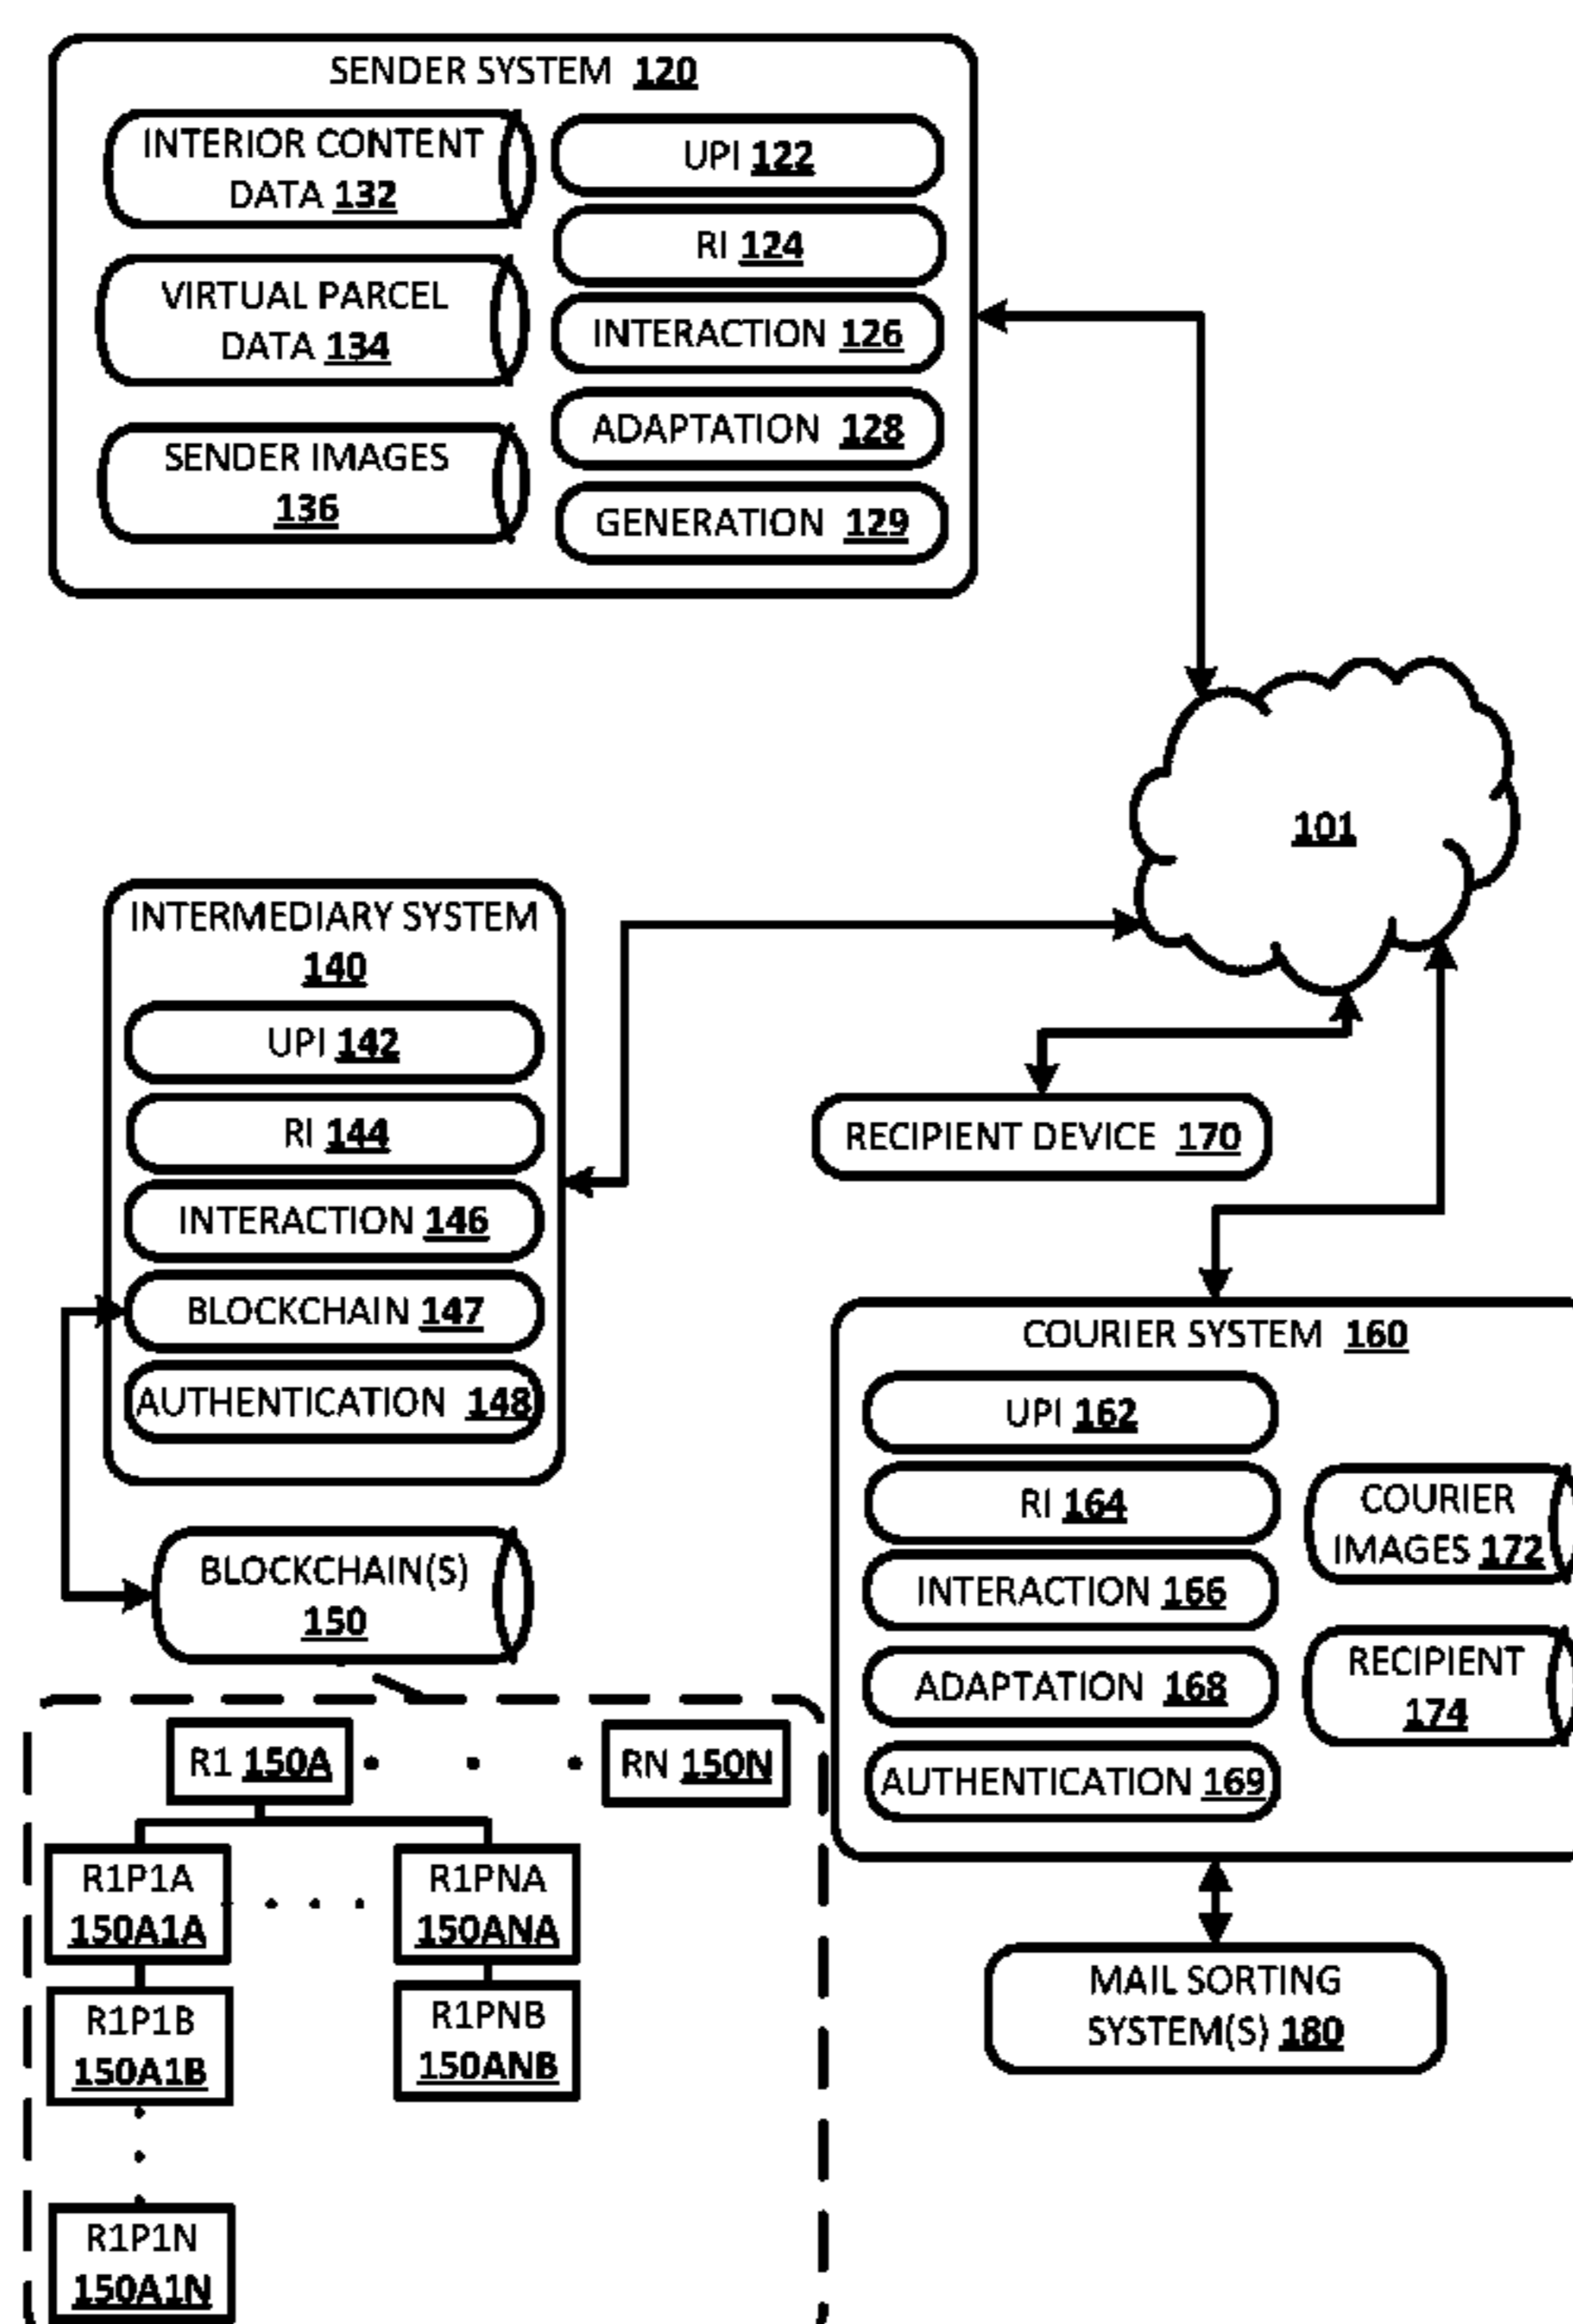 SENDER SYSTEM 120
INTERIOR CONTENT
DATA 132
VIRTUAL PARCEL
DATA 134
SENDER IMAGES
136
UPI 122
RI 124
INTERACTION 126
ADAPTATION 128
GENERATION 129
101
INTERMEDIARY SYSTEM
140
UPI 142
RI 144
INTERACTION 146
BLOCKCHAIN 147
AUTHENTICATION 148
RECIPIENT DEVICE 170
COURIER SYSTEM 160
UPI 162
RI 164
INTERACTION 166
ADAPTATION 168
AUTHENTICATION 169
COURIER
IMAGES 172
RECIPIENT
174
BLOCKCHAIN(S)
150
R1 150A
RN 150N
R1P1A
150A1A
R1PNA
150ANA
R1P1B
150A1B
R1PNB
150ANB
R1P1N
150A1N
MAIL SORTING
SYSTEM(S) 180